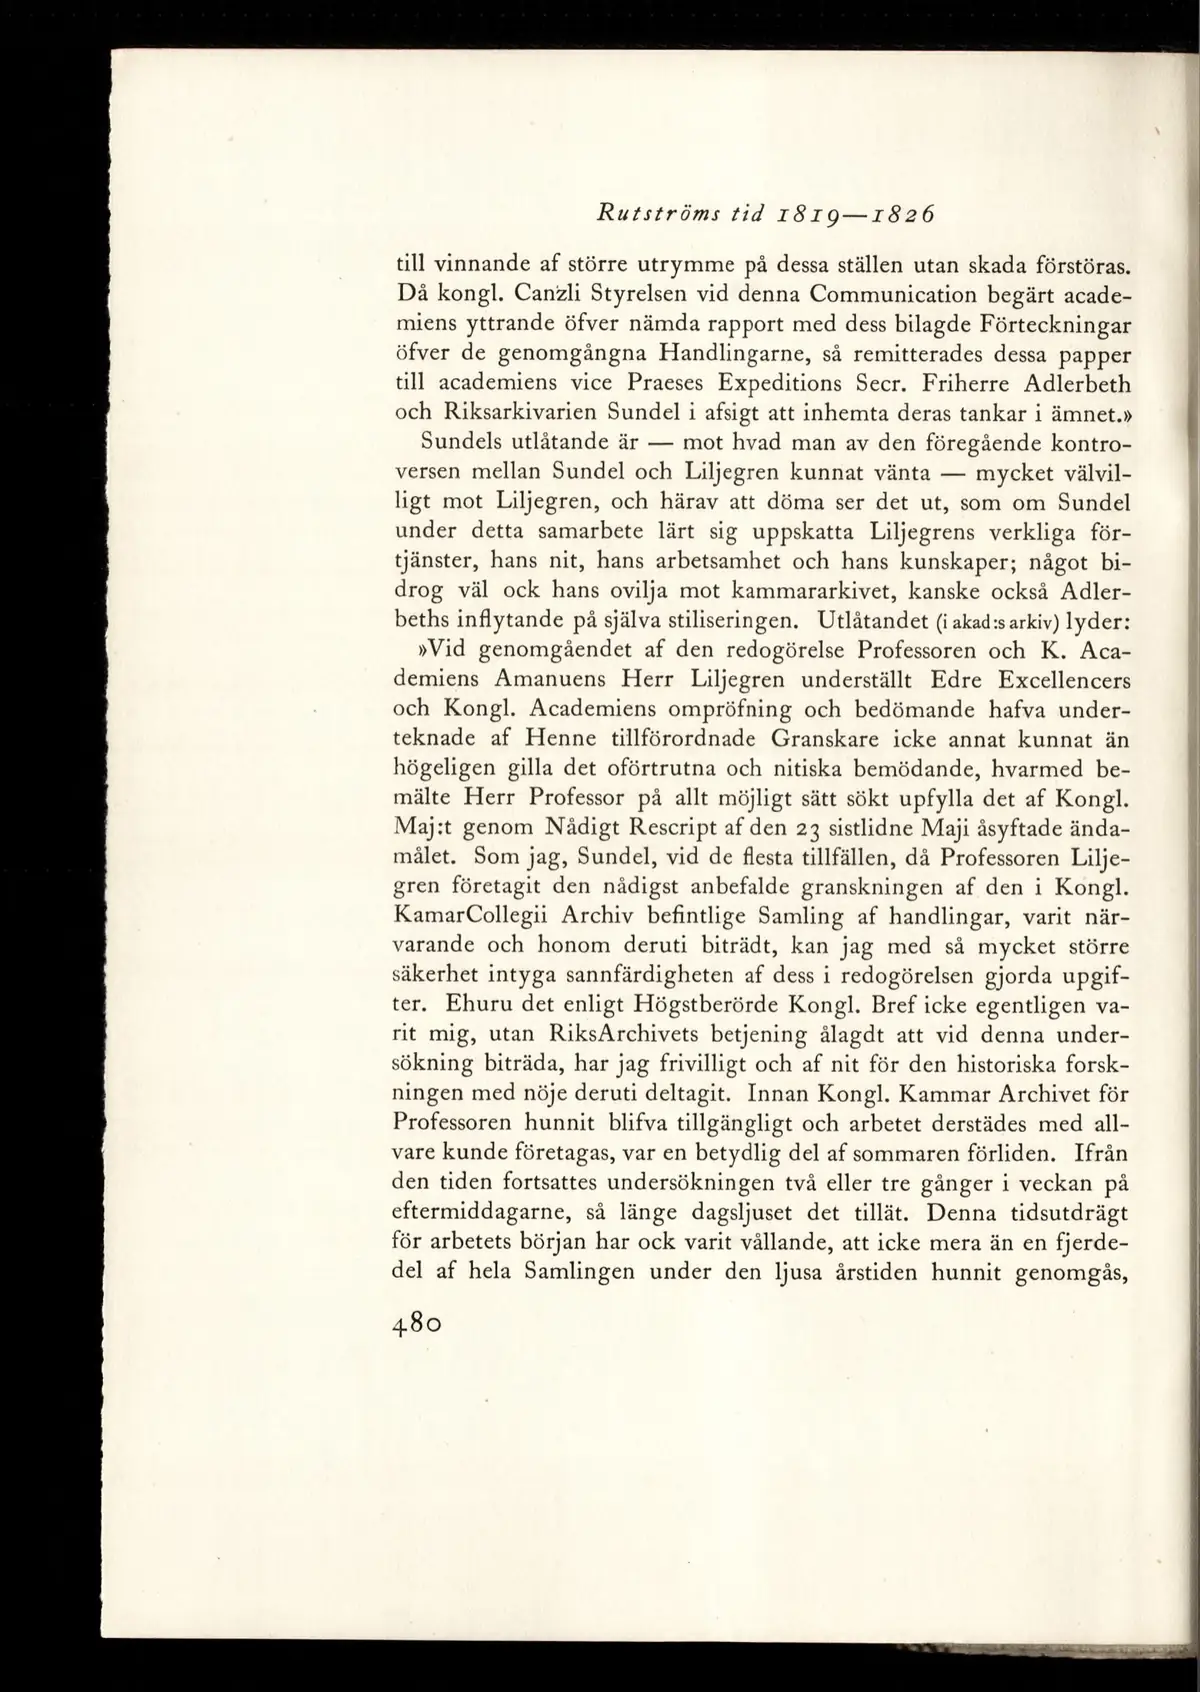 Rutströms tid 1819—1826
till vinnande af större utrymme på dessa ställen utan skada förstöras.
Då kongl. Canzli Styrelsen vid denna Communication begärt acade-
miens yttrande öfver nämda rapport med dess bilagde Förteckningar
öfver de genomgångna Handlingarne, så remitterades dessa papper
till academiens vice Praeses Expeditions Secr. Friherre Adlerbeth
och Riksarkivarien Sundel i afsigt att inhemta deras tankar i ämnet.»
Sundels utlåtande är — mot hvad man av den föregående kontro-
versen mellan Sundel och Liljegren kunnat vänta — mycket välvil-
ligt mot Liljegren, och härav att döma ser det ut, som om Sundel
under detta samarbete lärt sig uppskatta Liljegrens verkliga för-
tjänster, hans nit, hans arbetsamhet och hans kunskaper; något bi-
drog väl ock hans ovilja mot kammararkivet, kanske också Adler-
beths inflytande på själva stiliseringen. Utlåtandet (i akad:s arkiv) lyder:
»Vid genomgåendet af den redogörelse Professoren och K. Aca-
demiens Amanuens Herr Liljegren underställt Edre Excellencers
och Kongl. Academiens ompröfning och bedömande hafva under-
teknade af Henne tillförordnade Granskare icke annat kunnat än
högeligen gilla det oförtrutna och nitiska bemödande, hvarmed be-
mälte Herr Professor på allt möjligt sätt sökt upfylla det af Kongl.
Maj:t genom Nådigt Rescript af den 23 sistlidne Maji åsyftade ända-
målet. Som jag, Sundel, vid de flesta tillfällen, då Professoren Lilje-
gren företagit den nådigst anbefalde granskningen af den i Kongl.
KamarCollegii Archiv befintlige Samling af handlingar, varit när-
varande och honom deruti biträdt, kan jag med så mycket större
säkerhet intyga sannfärdigheten af dess i redogörelsen gjorda upgif-
ter. Ehuru det enligt Högstberörde Kongl. Bref icke egentligen va-
rit mig, utan RiksArchivets betjening ålagdt att vid denna under-
sökning biträda, har jag frivilligt och af nit för den historiska forsk-
ningen med nöje deruti deltagit. Innan Kongl. Kammar Archivet för
Professoren hunnit blifva tillgängligt och arbetet derstädes med all-
vare kunde företagas, var en betydlig del af sommaren förliden. Ifrån
den tiden fortsattes undersökningen två eller tre gånger i veckan på
eftermiddagarne, så länge dagsljuset det tillät. Denna tidsutdrägt
för arbetets början har ock varit vållande, att icke mera än en fjerde-
del af hela Samlingen under den ljusa årstiden hunnit genomgås,
480